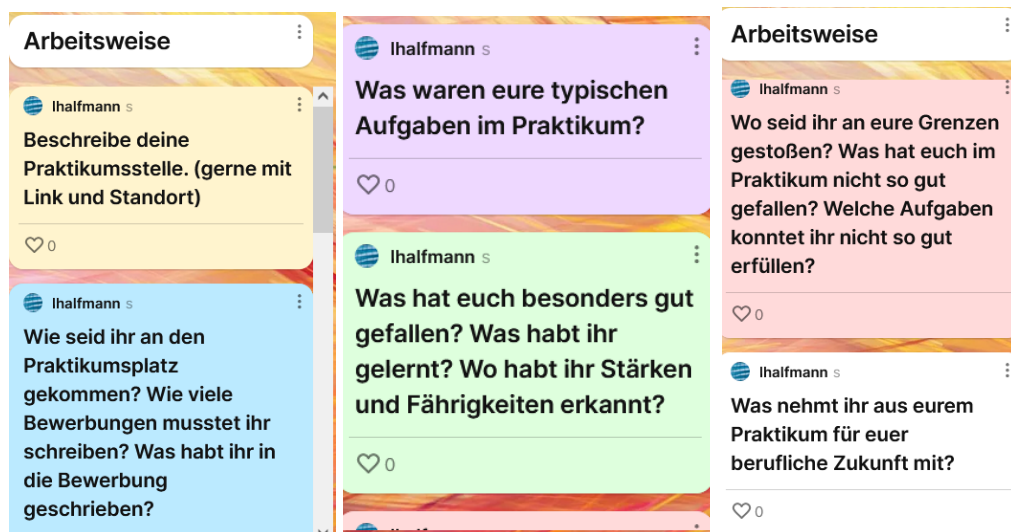 Arbeitsweise
lhalfmann s
Beschreibe deine
Praktikumsstelle. (gerne mit
Link und Standort)
0
lhalfmann s
Wie seid ihr an den
Praktikumsplatz
gekommen? Wie viele
Bewerbungen musstet ihr
schreiben? Was habt ihr in
die Bewerbung
geschrieben?
lhalfmann s
Was waren eure typischen
Aufgaben im Praktikum?
0
lhalfmann s
Was hat euch besonders gut
gefallen? Was habt ihr
gelernt? Wo habt ihr Stärken
und Fährigkeiten erkannt?
0
Arbeitsweise
lhalfmann s
Wo seid ihr an eure Grenzen
gestoßen? Was hat euch im
Praktikum nicht so gut
gefallen? Welche Aufgaben
konntet ihr nicht so gut
erfüllen?
0
lhalfmann s
Was nehmt ihr aus eurem
Praktikum für euer
berufliche Zukunft mit?
0